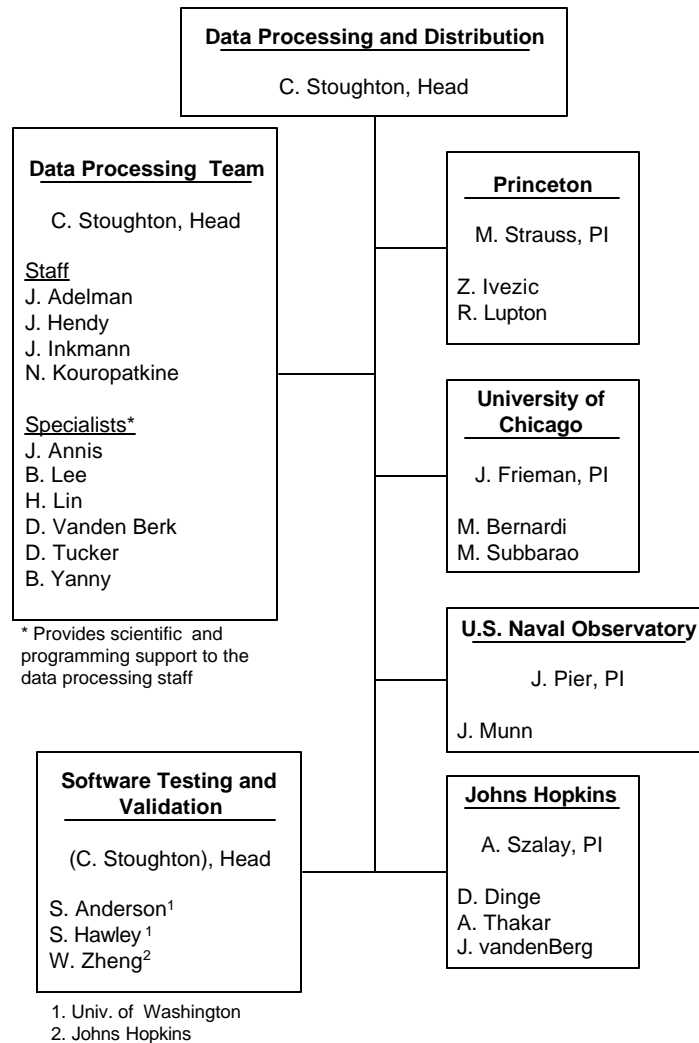 Data Processing and Distribution
C. Stoughton, Head
Data Processing Team
C. Stoughton, Head
Staff
J. Adelman
J. Hendy
J. Inkmann
N. Kouropatkine
Specialists*
J. Annis
B. Lee
H. Lin
D. Vanden Berk
D. Tucker
B. Yanny
* Provides scientific and
programming support to the
data processing staff
Princeton
M. Strauss, PI
Z. Ivezic
R. Lupton
University of
Chicago
J. Frieman, PI
M. Bernardi
M. Subbarao
U.S. Naval Observatory
J. Pier, PI
J. Munn
Software Testing and
Validation
(C. Stoughton), Head
S. Anderson¹
S. Hawley ¹
W. Zheng²
1. Univ. of Washington
2. Johns Hopkins
Johns Hopkins
A. Szalay, PI
D. Dinge
A. Thakar
J. vandenBerg